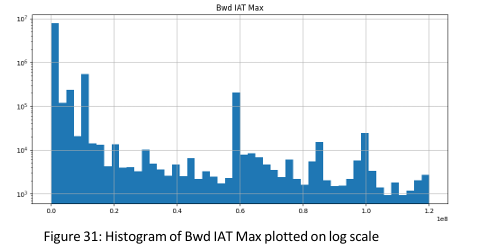 Bwd IAT Max
10⁷
10⁶
10⁵
10⁴
10³
0.0 0.2 0.4 0.6 0.8 1.0 1.2
1e8
Figure 31: Histogram of Bwd IAT Max plotted on log scale